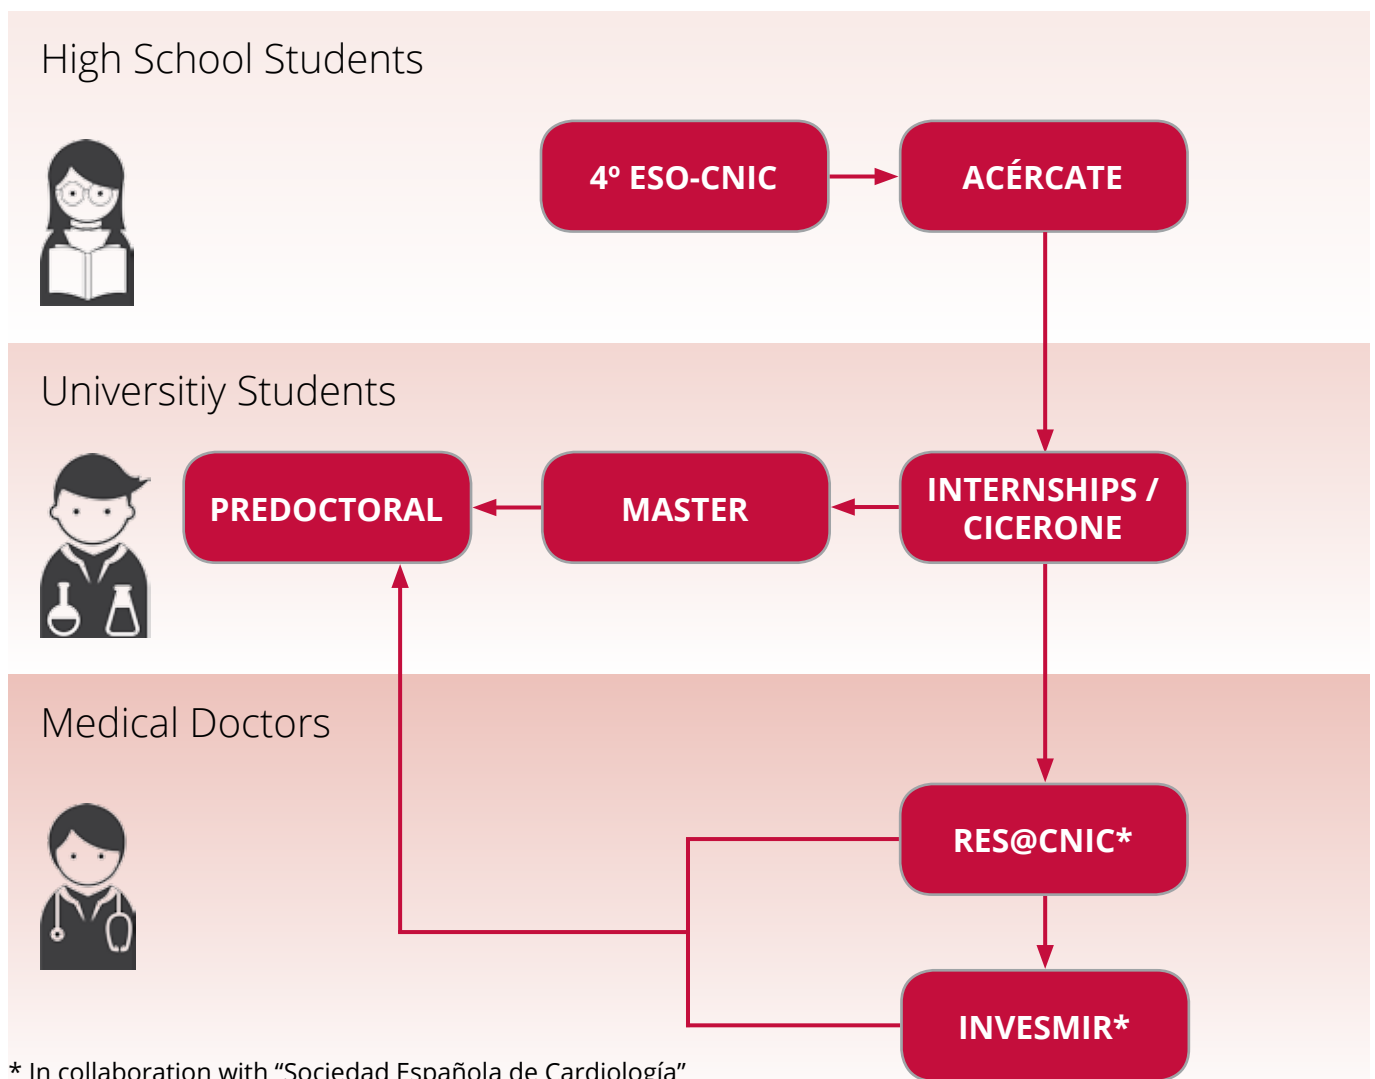 High School Students
4º ESO-CNIC
ACÉRCATE
Universitiy Students
PREDOCTORAL
MASTER
INTERNSHIPS /
CICERONE
Medical Doctors
RES@CNIC*
INVESMIR*
* In collaboration with “Sociedad Española de Cardiología”